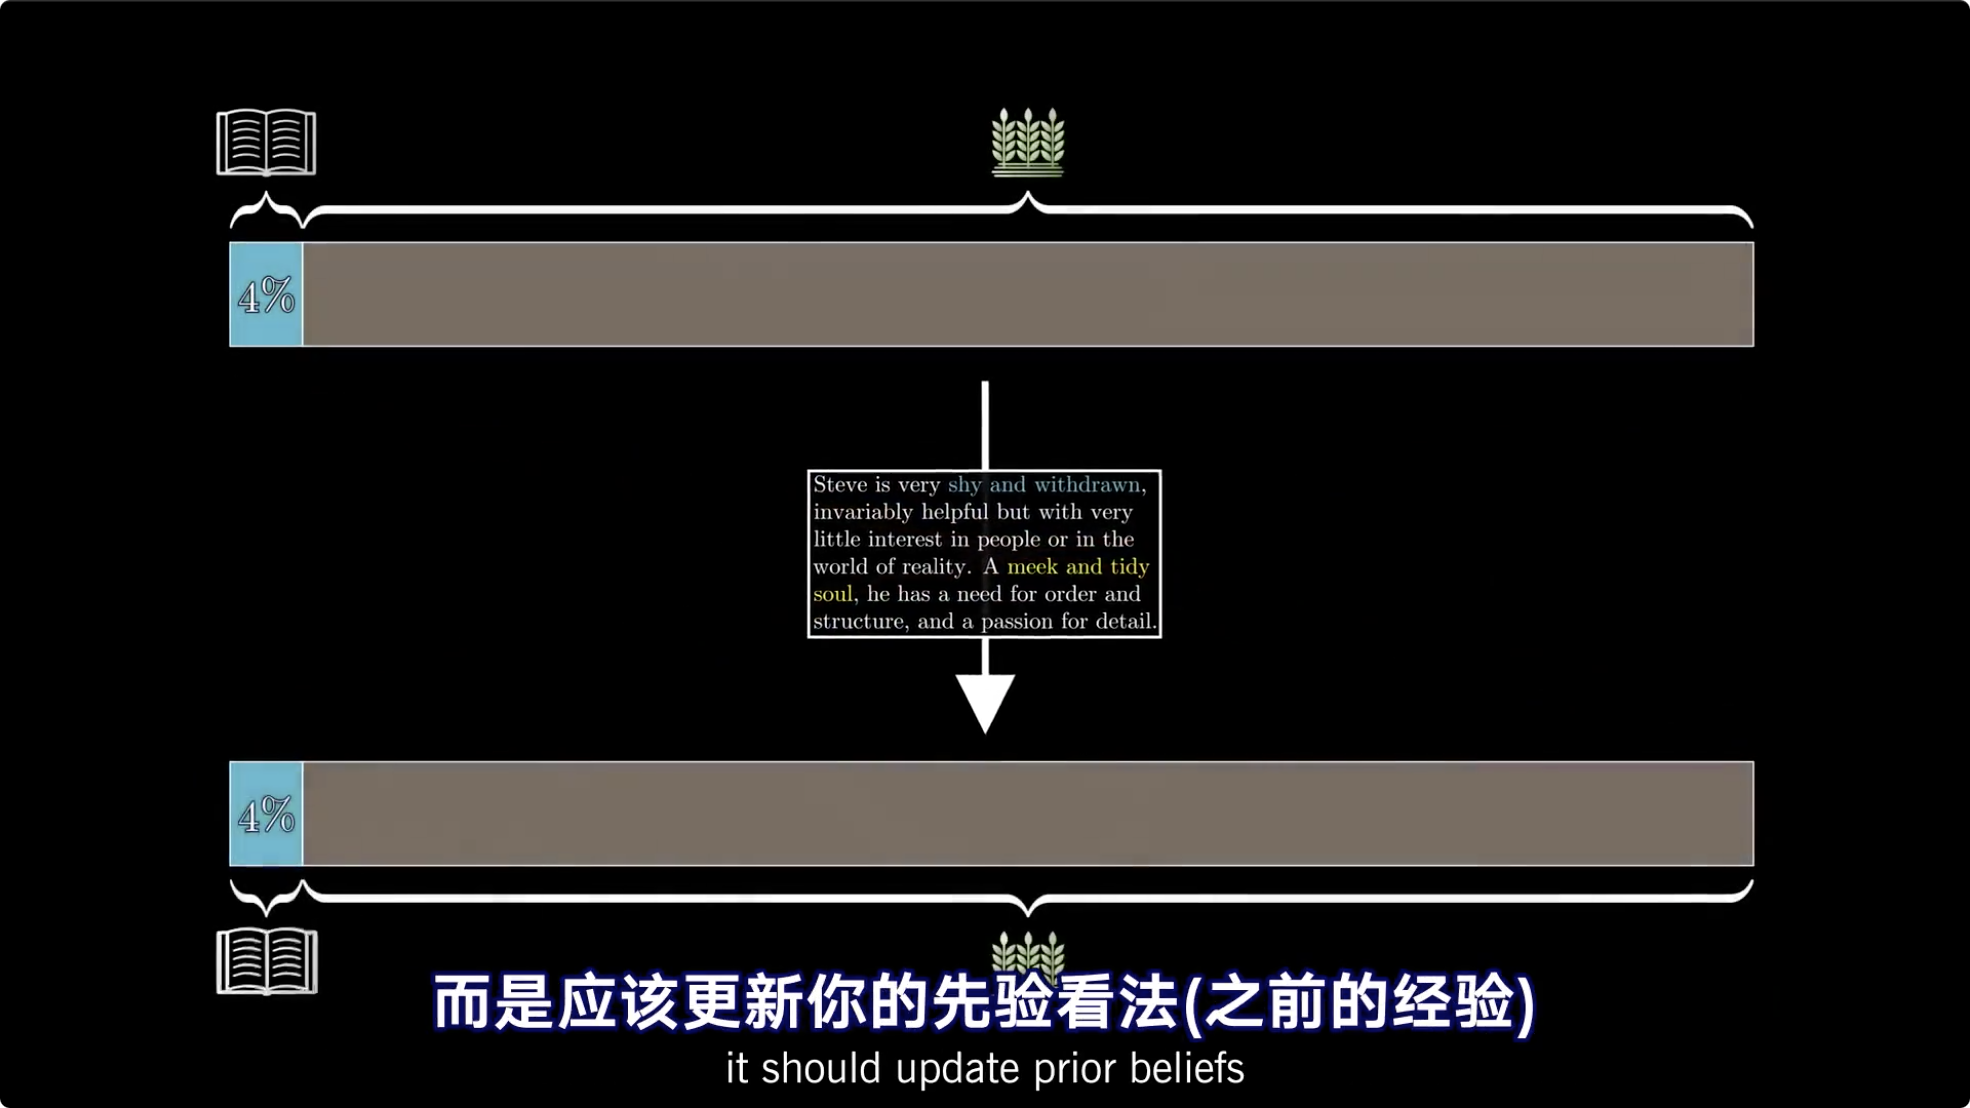 4%
Steve is very shy and withdrawn,
invariably helpful but with very
little interest in people or in the
world of reality. A meek and tidy
soul, he has a need for order and
structure, and a passion for detail.
4%
而是应该更新你的先验看法(之前的经验)
it should update prior beliefs